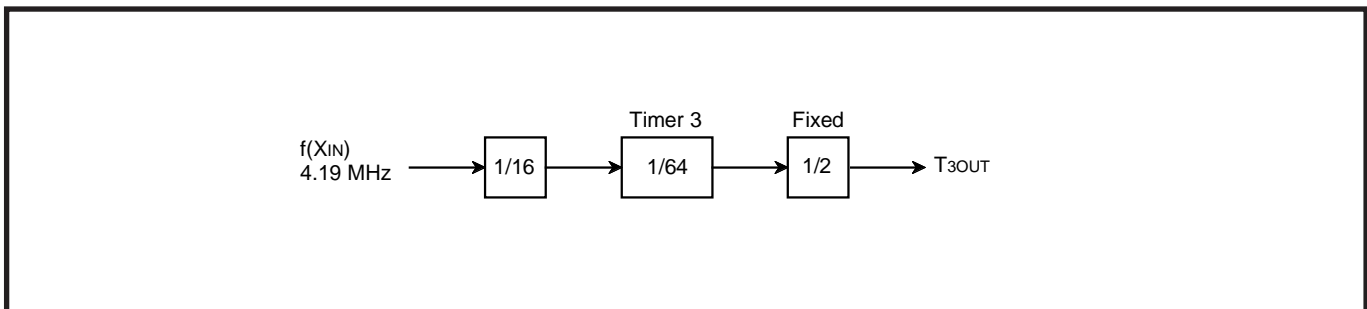 Timer 3
Fixed
f(XIN)
4.19 MHz
1/16
1/64
1/2
T3OUT